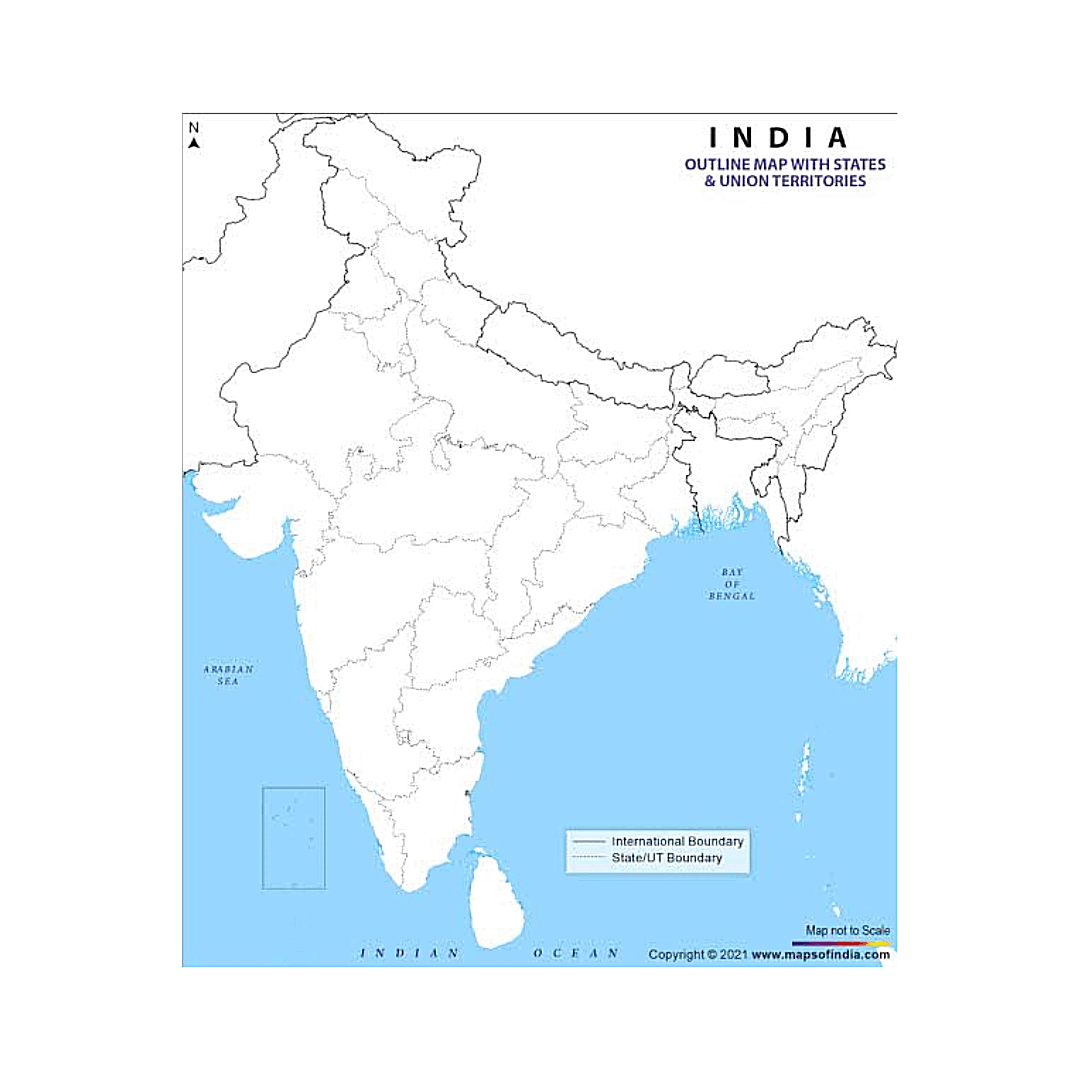 N
INDIA
OUTLINE MAP WITH STATES
& UNION TERRITORIES
BAY
OF
BENGAL
ARABIAN
SEA
International Boundary
State/UT Boundary
Map not to Scale
INDIAN OCEAN
Copyright © 2021 www.mapsofindia.com